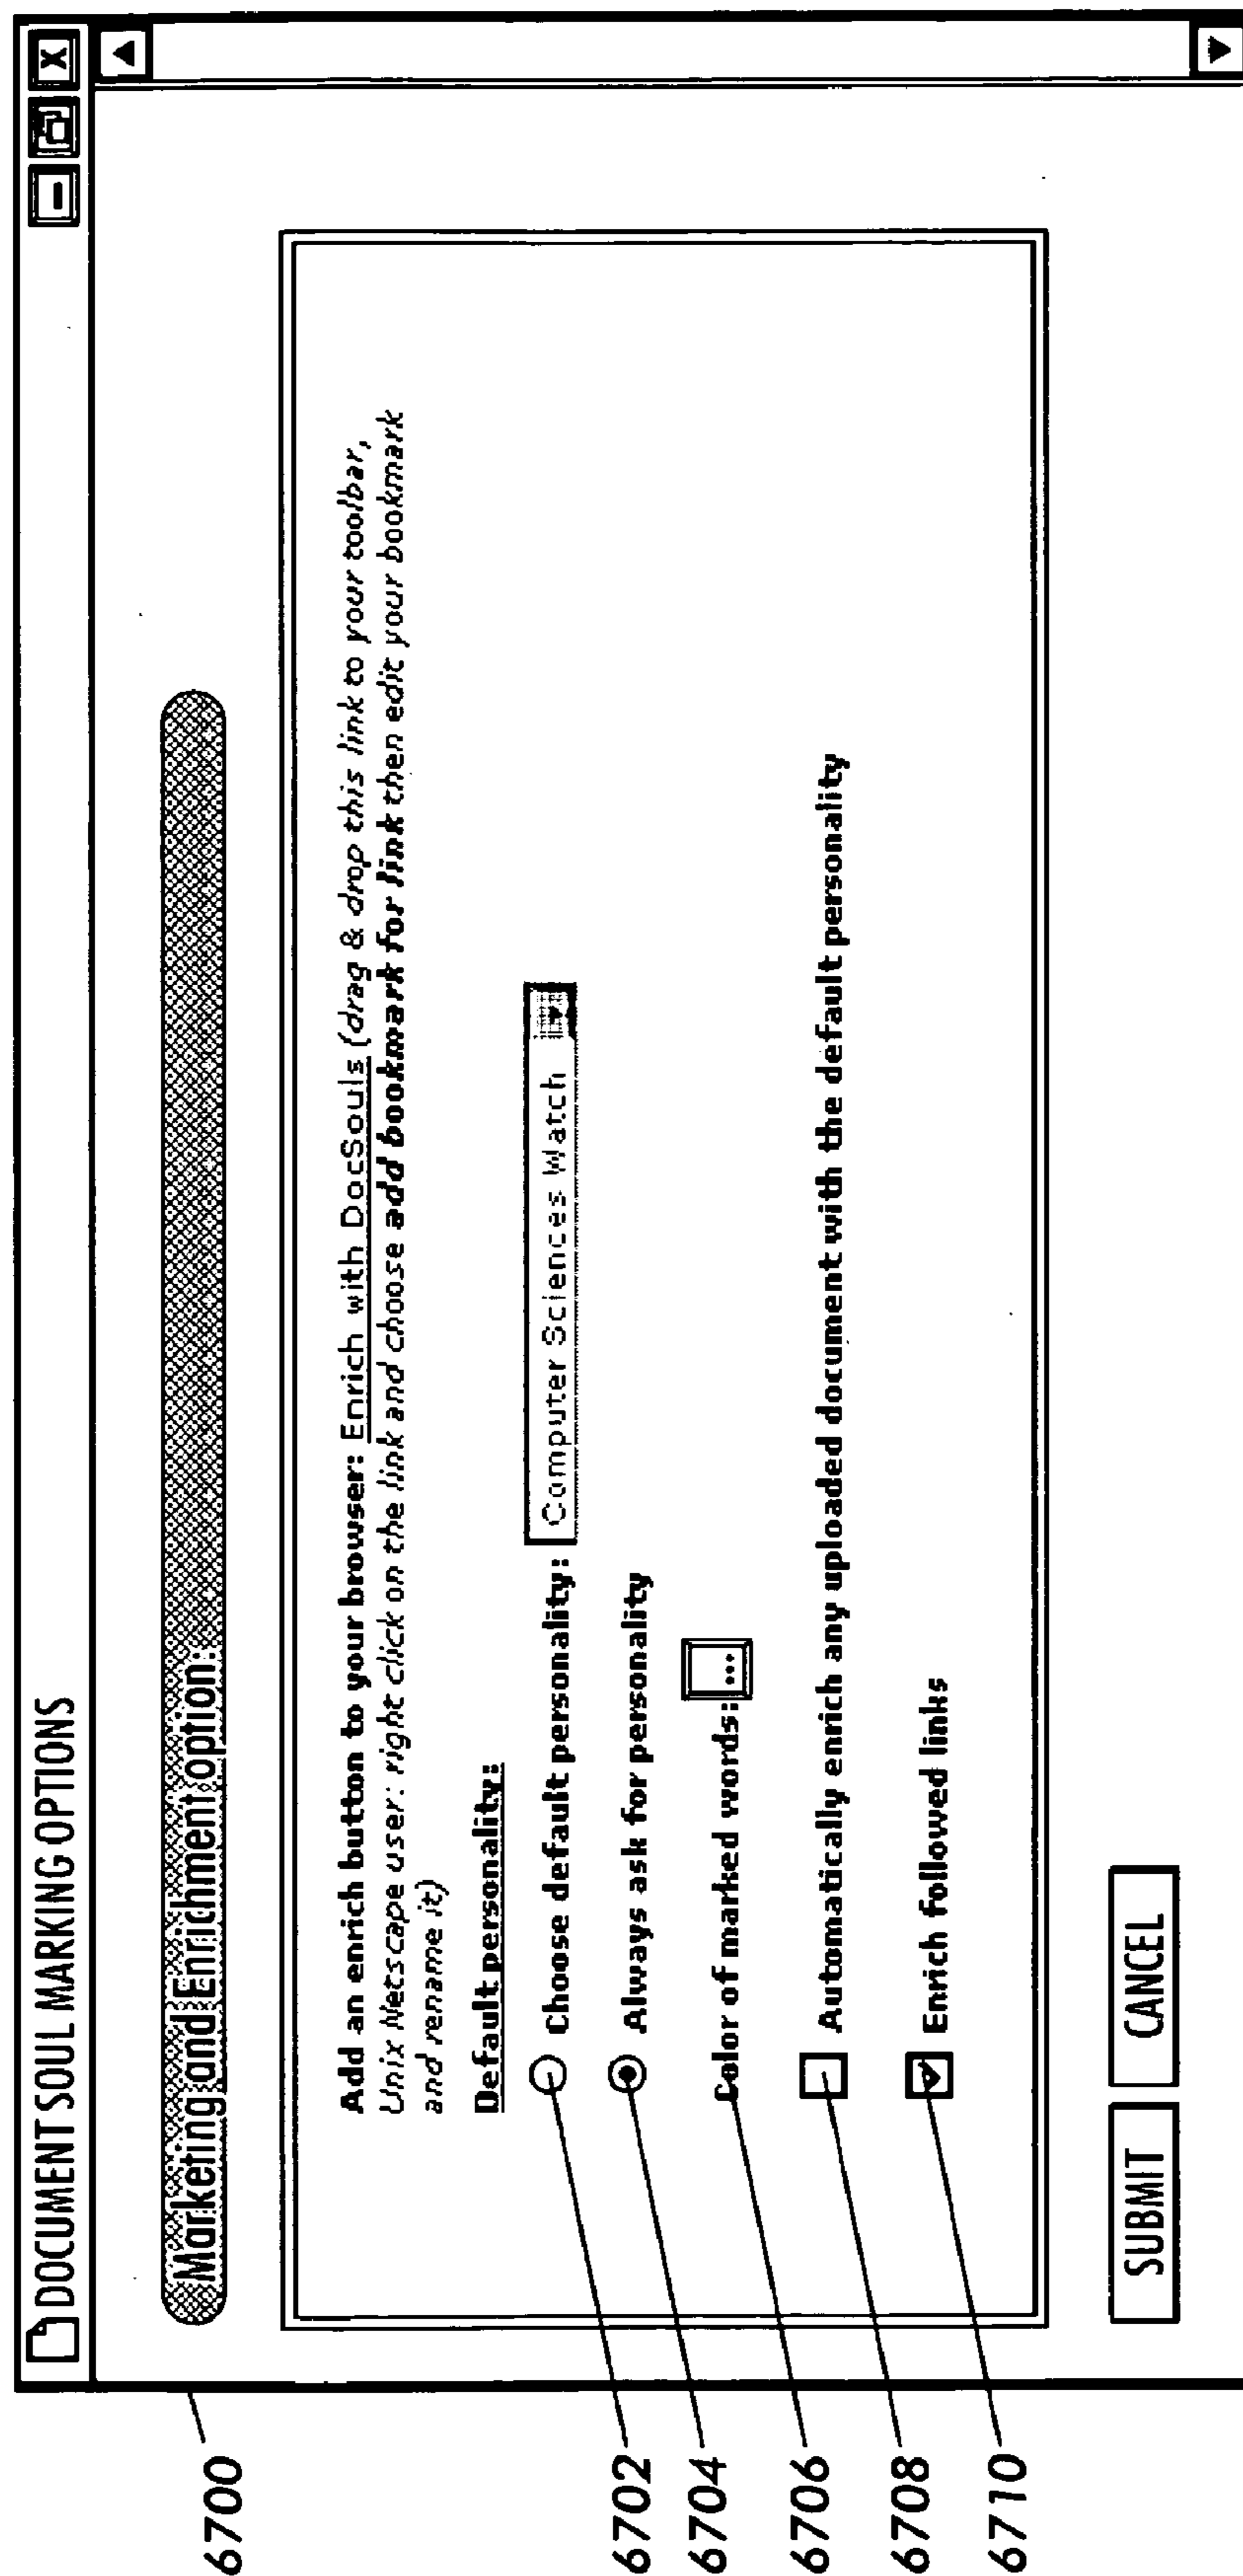 DOCUMENT SOUL MARKING OPTIONS
X
Marketing and Enrichment option:
Add an enrich button to your browser: Enrich with DocSouls (drag & drop this link to your toolbar,
Unix Netscape user: right click on the link and choose add bookmark for link then edit your bookmark
and rename it)
Default personality:
Choose default personality: Computer Sciences Watch
Always ask for personality
Color of marked words: ...
Automatically enrich any uploaded document with the default personality
Enrich followed links
SUBMIT CANCEL
6700
6702
6704
6706
6708
6710